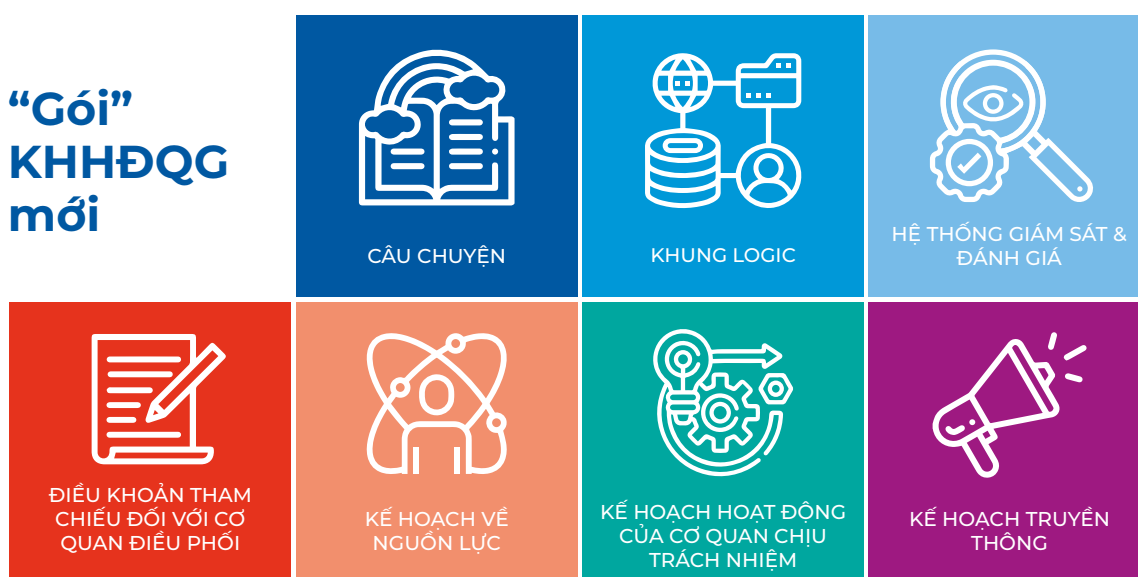 “Gói”
KHHĐQG
mới
CÂU CHUYỆN
KHUNG LOGIC
HỆ THỐNG GIÁM SÁT &
ĐÁNH GIÁ
ĐIỀU KHOẢN THAM
CHIẾU ĐỐI VỚI CƠ
QUAN ĐIỀU PHỐI
KẾ HOẠCH VỀ
NGUỒN LỰC
KẾ HOẠCH HOẠT ĐỘNG
CỦA CƠ QUAN CHỊU
TRÁCH NHIỆM
KẾ HOẠCH TRUYỀN
THÔNG